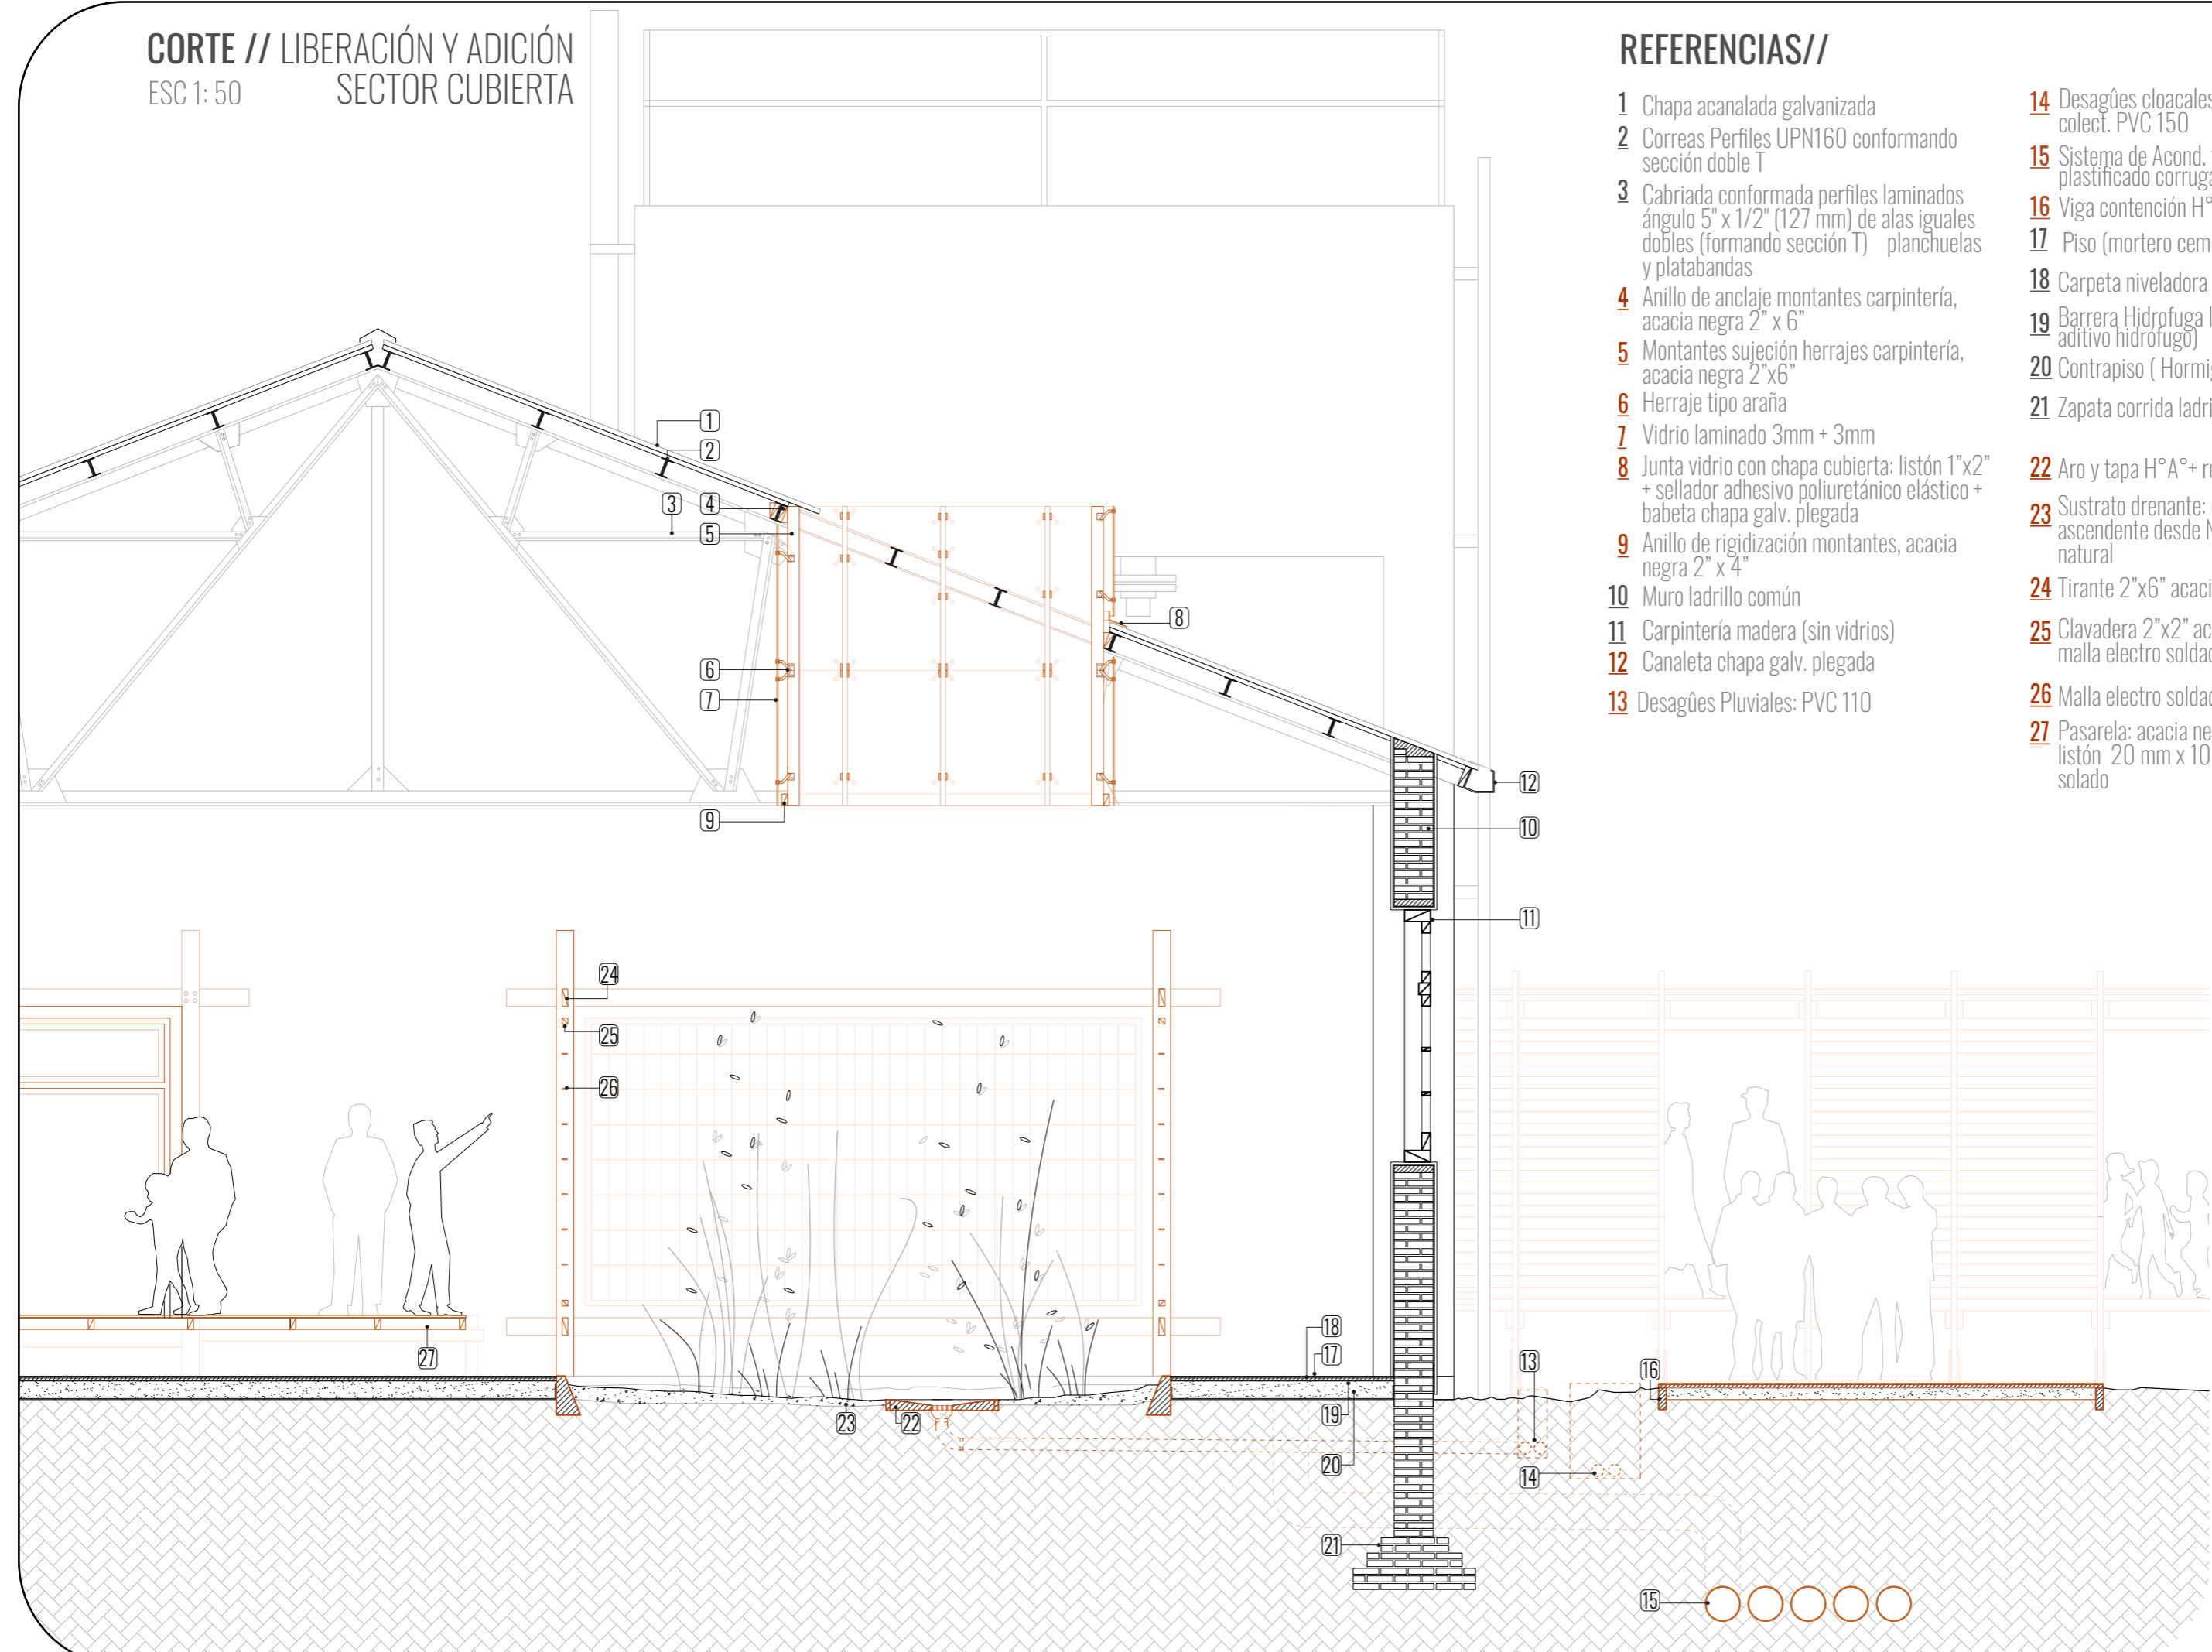 CORTE // LIBERACIÓN Y ADICIÓN
ESC 1: 50 SECTOR CUBIERTA
REFERENCIAS//
1 Chapa acanalada galvanizada
2 Correas Perfiles UPN160 conformando
sección doble T
3 Cabriada conformada perfiles laminados
ángulo 5" x 1/2" (127 mm) de alas iguales
dobles (formando sección T) planchuelas
y platabandas
4 Anillo de anclaje montantes carpintería,
acacia negra 2” x 6”
5 Montantes sujeción herrajes carpintería,
acacia negra 2”x6”
6 Herraje tipo araña
7 Vidrio laminado 3mm + 3mm
8 Junta vidrio con chapa cubierta: listón 1”x2”
+ sellador adhesivo poliuretánico elástico +
babeta chapa galv. plegada
9 Anillo de rigidización montantes, acacia
negra 2” x 4”
10 Muro ladrillo común
11 Carpintería madera (sin vidrios)
12 Canaleta chapa galv. plegada
13 Desagûes Pluviales: PVC 110
14 Desagûes cloacales
colect. PVC 150
15 Sistema de Acond.
plastificado corruga
16 Viga contención H°
17 Piso (mortero cem
18 Carpeta niveladora
19 Barrera Hidrofuga
aditivo hidrófugo)
20 Contrapiso ( Hormi
21 Zapata corrida ladri
22 Aro y tapa H°A°+ re
23 Sustrato drenante:
ascendente desde
natural
24 Tirante 2”x6” acaci
25 Clavadera 2”x2” ac
malla electro soldad
26 Malla electro soldad
27 Pasarela: acacia ne
listón 20 mm x 10
solado
1
2
3
4
5
8
6
7
12
9
10
11
24
25
26
18
27
17
13
16
23
22
19
20
14
21
15